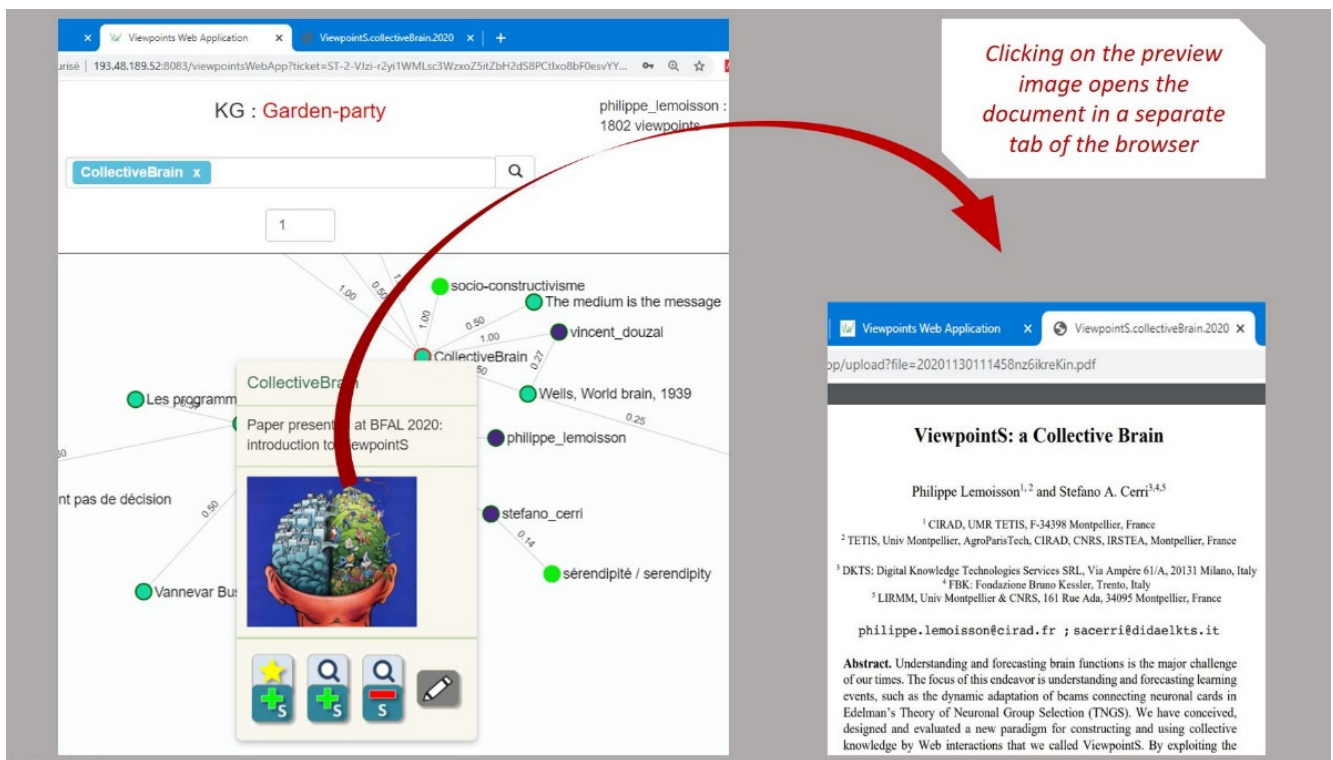 Viewpoints Web Application x
ViewpointS.collectiveBrain.2020 x
urisé | 193.48.189.52:8083/viewpointsWebApp?ticket=
KG : Garden-party
philippe_lemoisson :
1802 viewpoints
CollectiveBrain x
1
1.00
0.50
1.00
socio-constructivisme
The medium is the message
0.50
1.00
vincent_douzal
CollectiveBrain
0.27
50
Wells, World brain, 1939
0.25
Les programm
philippe_lemoisson
nt pas de décision
0.50
stefano_cerri
0.14
sérendipité / serendipity
Vannevar Bu
CollectiveBrain
Paper presented at BFAL 2020:
introduction to ViewpointS
S
S
S
Clicking on the preview
image opens the
document in a separate
tab of the browser
Viewpoints Web Application x
ViewpointS.collectiveBrain.2020 x
op/upload?file=20201130111458nz6ikreKin.pdf
ViewpointS: a Collective Brain
Philippe Lemoisson1, 2 and Stefano A. Cerri3,4,5
1 CIRAD, UMR TETIS, F-34398 Montpellier, France
2 TETIS, Univ Montpellier, AgroParisTech, CIRAD, CNRS, IRSTEA, Montpellier, France
3 DKTS: Digital Knowledge Technologies Services SRL, Via Ampère 61/A, 20131 Milano, Italy
4 FBK: Fondazione Bruno Kessler, Trento, Italy
5 LIRMM, Univ Montpellier & CNRS, 161 Rue Ada, 34095 Montpellier, France
philippe.lemoisson@cirad.fr ; sacerri@didaelkts.it
Abstract. Understanding and forecasting brain functions is the major challenge
of our times. The focus of this endeavor is understanding and forecasting learning
events, such as the dynamic adaptation of beams connecting neuronal cards in
Edelman's Theory of Neuronal Group Selection (TNGS). We have conceived,
designed and evaluated a new paradigm for constructing and using collective
knowledge by Web interactions that we called ViewpointS. By exploiting the